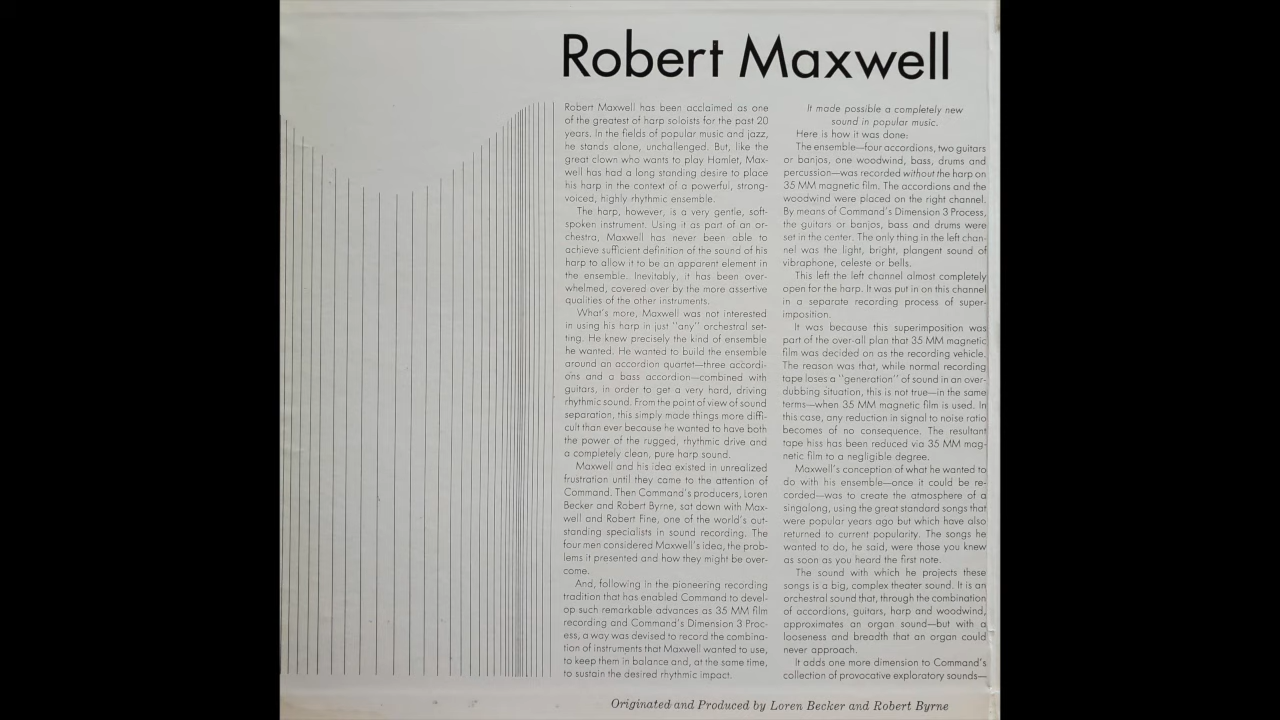 Robert Maxwell
Robert Maxwell has been acclaimed as one
of the greatest of harp soloists for the past 20
years. In the fields of popular music and jazz,
he stands alone, unchallenged. But, like the
great clown who wants to play Hamlet, Max-
well has had a long standing desire to place
his harp in the context of a powerful, strong-
voiced, highly rhythmic ensemble.
The harp, however, is a very gentle, soft-
spoken instrument. Using it as part of an or-
chestra, Maxwell has never been able to
achieve sufficient definition of the sound of his
harp to allow it to be an apparent element in
the ensemble. Inevitably, it has been over-
whelmed, covered over by the more assertive
qualities of the other instruments.
What's more, Maxwell was not interested
in using his harp in just "any" orchestral set-
ting. He knew precisely the kind of ensemble
he wanted. He wanted to build the ensemble
around an accordion quartet—three accordi-
ons and a bass accordion—combined with
guitars, in order to get a very hard, driving
rhythmic sound. From the point of view of sound
separation, this simply made things more diffi-
cult than ever because he wanted to have both
the power of the rugged, rhythmic drive and
a completely clean, pure harp sound.
Maxwell and his idea existed in unrealized
frustration until they came to the attention of
Command. Then Command's producers, Loren
Becker and Robert Byrne, sat down with Max-
well and Robert Fine, one of the world's out-
standing specialists in sound recording. The
four men considered Maxwell's idea, the prob-
lems it presented and how they might be over-
come.
And, following in the pioneering recording
tradition that has enabled Command to devel-
op such remarkable advances as 35 MM film
recording and Command's Dimension 3 Proc-
ess, a way was devised to record the combina-
tion of instruments that Maxwell wanted to use,
to keep them in balance and, at the same time,
to sustain the desired rhythmic impact.
It made possible a completely new
sound in popular music.
Here is how it was done:
The ensemble—four accordions, two guitars
or banjos, one woodwind, bass, drums and
percussion—was recorded without the harp on
35 MM magnetic film. The accordions and the
woodwind were placed on the right channel.
By means of Command's Dimension 3 Process,
the guitars or banjos, bass and drums were
set in the center. The only thing in the left chan-
nel was the light, bright, plangent sound of
vibraphone, celeste or bells.
This left the left channel almost completely
open for the harp. It was put in on this channel
in a separate recording process of super-
imposition.
It was because this superimposition was
part of the over-all plan that 35 MM magnetic
film was decided on as the recording vehicle.
The reason was that, while normal recording
tape loses a "generation" of sound in an over-
dubbing situation, this is not true—in the same
terms—when 35 MM magnetic film is used. In
this case, any reduction in signal to noise ratio
becomes of no consequence. The resultant
tape hiss has been reduced via 35 MM mag-
netic film to a negligible degree.
Maxwell's conception of what he wanted to
do with his ensemble—once it could be re-
corded—was to create the atmosphere of a
singalong, using the great standard songs that
were popular years ago but which have also
returned to current popularity. The songs he
wanted to do, he said, were those you knew
as soon as you heard the first note.
The sound with which he projects these
songs is a big, complex theater sound. It is an
orchestral sound that, through the combination
of accordions, guitars, harp and woodwind,
approximates an organ sound—but with a
looseness and breadth that an organ could
never approach.
It adds one more dimension to Command's
collection of provocative exploratory sounds—
Originated and Produced by Loren Becker and Robert Byrne